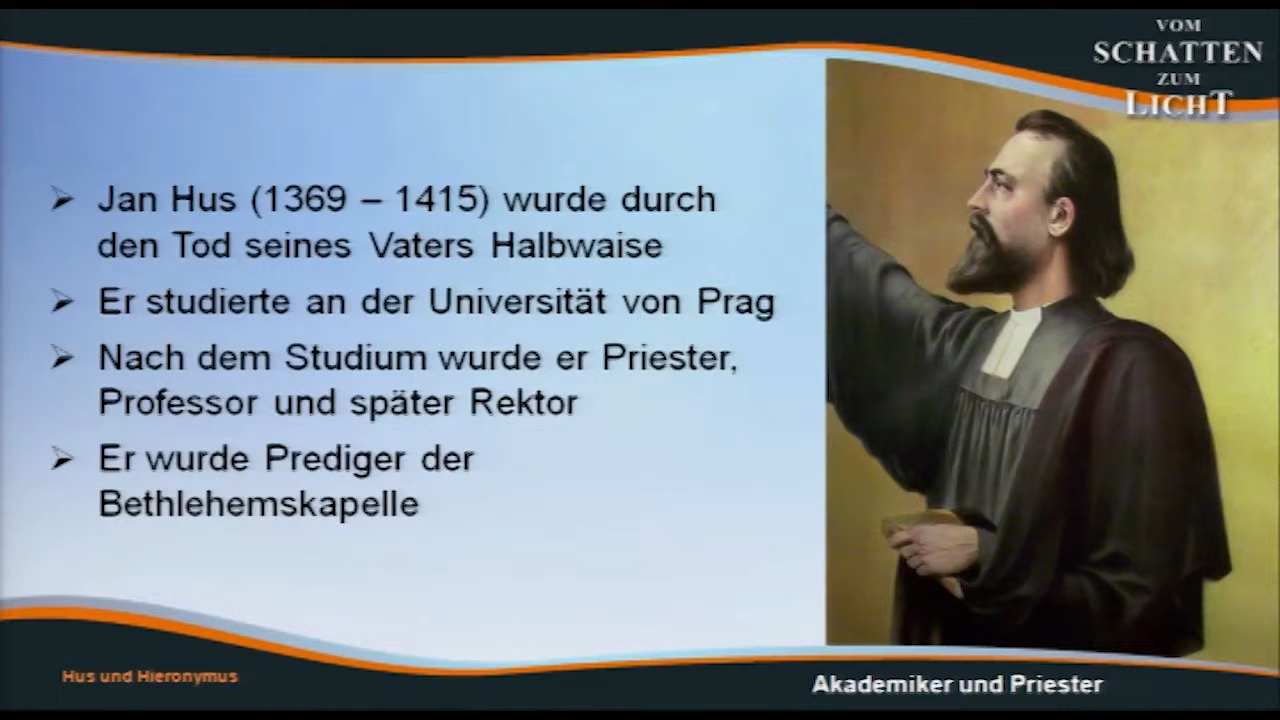 VOM
SCHATTEN
ZUM
LICHT
➢ Jan Hus (1369 – 1415) wurde durch
den Tod seines Vaters Halbwaise
➢ Er studierte an der Universität von Prag
➢ Nach dem Studium wurde er Priester,
Professor und später Rektor
➢ Er wurde Prediger der
Bethlehemskapelle
Hus und Hieronymus
Akademiker und Priester